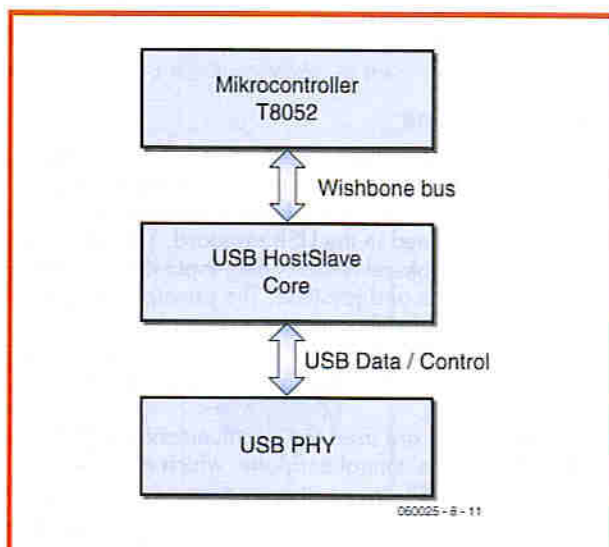 Mikrocontroller
T8052
Wishbone bus
USB HostSlave
Core
USB Data / Control
USB PHY
060025 - 8 - 11